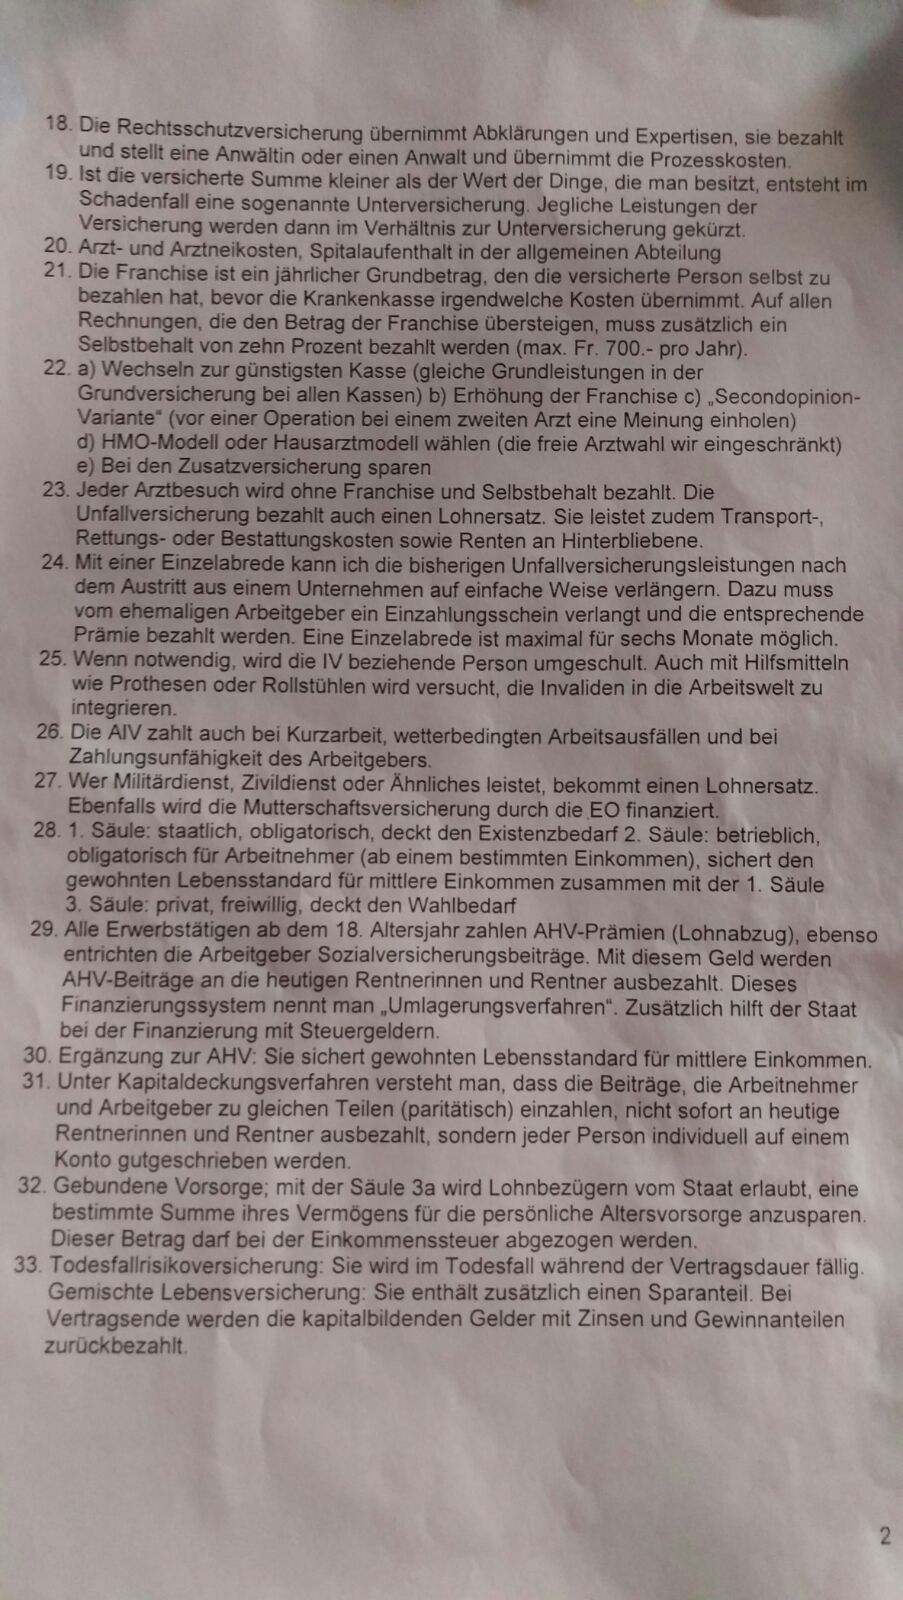 18. Die Rechtsschutzversicherung übernimmt Abklärungen und Expertisen, sie bezahlt
und stellt eine Anwältin oder einen Anwalt und übernimmt die Prozesskosten.
19. Ist die versicherte Summe kleiner als der Wert der Dinge, die man besitzt, entsteht im
Schadenfall eine sogenannte Unterversicherung. Jegliche Leistungen der
Versicherung werden dann im Verhältnis zur Unterversicherung gekürzt.
20. Arzt- und Arztneikosten, Spitalaufenthalt in der allgemeinen Abteilung
21. Die Franchise ist ein jährlicher Grundbetrag, den die versicherte Person selbst zu
bezahlen hat, bevor die Krankenkasse irgendwelche Kosten übernimmt. Auf allen
Rechnungen, die den Betrag der Franchise übersteigen, muss zusätzlich ein
Selbstbehalt von zehn Prozent bezahlt werden (max. Fr. 700.- pro Jahr).
22. a) Wechseln zur günstigsten Kasse (gleiche Grundleistungen in der
Grundversicherung bei allen Kassen) b) Erhöhung der Franchise c) „Secondopinion-
Variante“ (vor einer Operation bei einem zweiten Arzt eine Meinung einholen)
d) HMO-Modell oder Hausarztmodell wählen (die freie Arztwahl wir eingeschränkt)
e) Bei den Zusatzversicherung sparen
23. Jeder Arztbesuch wird ohne Franchise und Selbstbehalt bezahlt. Die
Unfallversicherung bezahlt auch einen Lohnersatz. Sie leistet zudem Transport-,
Rettungs- oder Bestattungskosten sowie Renten an Hinterbliebene.
24. Mit einer Einzelabrede kann ich die bisherigen Unfallversicherungsleistungen nach
dem Austritt aus einem Unternehmen auf einfache Weise verlängern. Dazu muss
vom ehemaligen Arbeitgeber ein Einzahlungsschein verlangt und die entsprechende
Prämie bezahlt werden. Eine Einzelabrede ist maximal für sechs Monate möglich.
25. Wenn notwendig, wird die IV beziehende Person umgeschult. Auch mit Hilfsmitteln
wie Prothesen oder Rollstühlen wird versucht, die Invaliden in die Arbeitswelt zu
integrieren.
26. Die AlV zahlt auch bei Kurzarbeit, wetterbedingten Arbeitsausfällen und bei
Zahlungsunfähigkeit des Arbeitgebers.
27. Wer Militärdienst, Zivildienst oder Ähnliches leistet, bekommt einen Lohnersatz.
Ebenfalls wird die Mutterschaftsversicherung durch die EO finanziert.
28. 1. Säule: staatlich, obligatorisch, deckt den Existenzbedarf 2. Säule: betrieblich,
obligatorisch für Arbeitnehmer (ab einem bestimmten Einkommen), sichert den
gewohnten Lebensstandard für mittlere Einkommen zusammen mit der 1. Säule
3. Säule: privat, freiwillig, deckt den Wahlbedarf
29. Alle Erwerbstätigen ab dem 18. Altersjahr zahlen AHV-Prämien (Lohnabzug), ebenso
entrichten die Arbeitgeber Sozialversicherungsbeiträge. Mit diesem Geld werden
AHV-Beiträge an die heutigen Rentnerinnen und Rentner ausbezahlt. Dieses
Finanzierungssystem nennt man „Umlagerungsverfahren“. Zusätzlich hilft der Staat
bei der Finanzierung mit Steuergeldern.
30. Ergänzung zur AHV: Sie sichert gewohnten Lebensstandard für mittlere Einkommen.
31. Unter Kapitaldeckungsverfahren versteht man, dass die Beiträge, die Arbeitnehmer
und Arbeitgeber zu gleichen Teilen (paritätisch) einzahlen, nicht sofort an heutige
Rentnerinnen und Rentner ausbezahlt, sondern jeder Person individuell auf einem
Konto gutgeschrieben werden.
32. Gebundene Vorsorge; mit der Säule 3a wird Lohnbezügern vom Staat erlaubt, eine
bestimmte Summe ihres Vermögens für die persönliche Altersvorsorge anzusparen.
Dieser Betrag darf bei der Einkommenssteuer abgezogen werden.
33. Todesfallrisikoversicherung: Sie wird im Todesfall während der Vertragsdauer fällig.
Gemischte Lebensversicherung: Sie enthält zusätzlich einen Sparanteil. Bei
Vertragsende werden die kapitalbildenden Gelder mit Zinsen und Gewinnanteilen
zurückbezahlt.
2